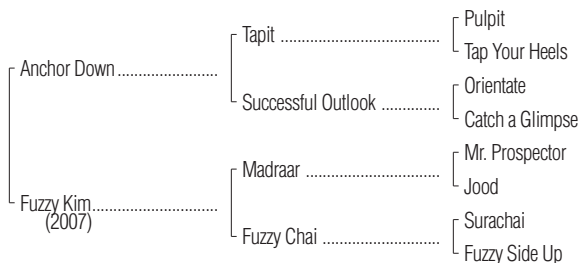 Pulpit
Tapit ........................................
Tap Your Heels
Anchor Down .........................
Orientate
Successful Outlook ...............
Catch a Glimpse
Mr. Prospector
Madraar ..................................
Jood
Fuzzy Kim...............................
(2007)
Surachai
Fuzzy Chai ..............................
Fuzzy Side Up